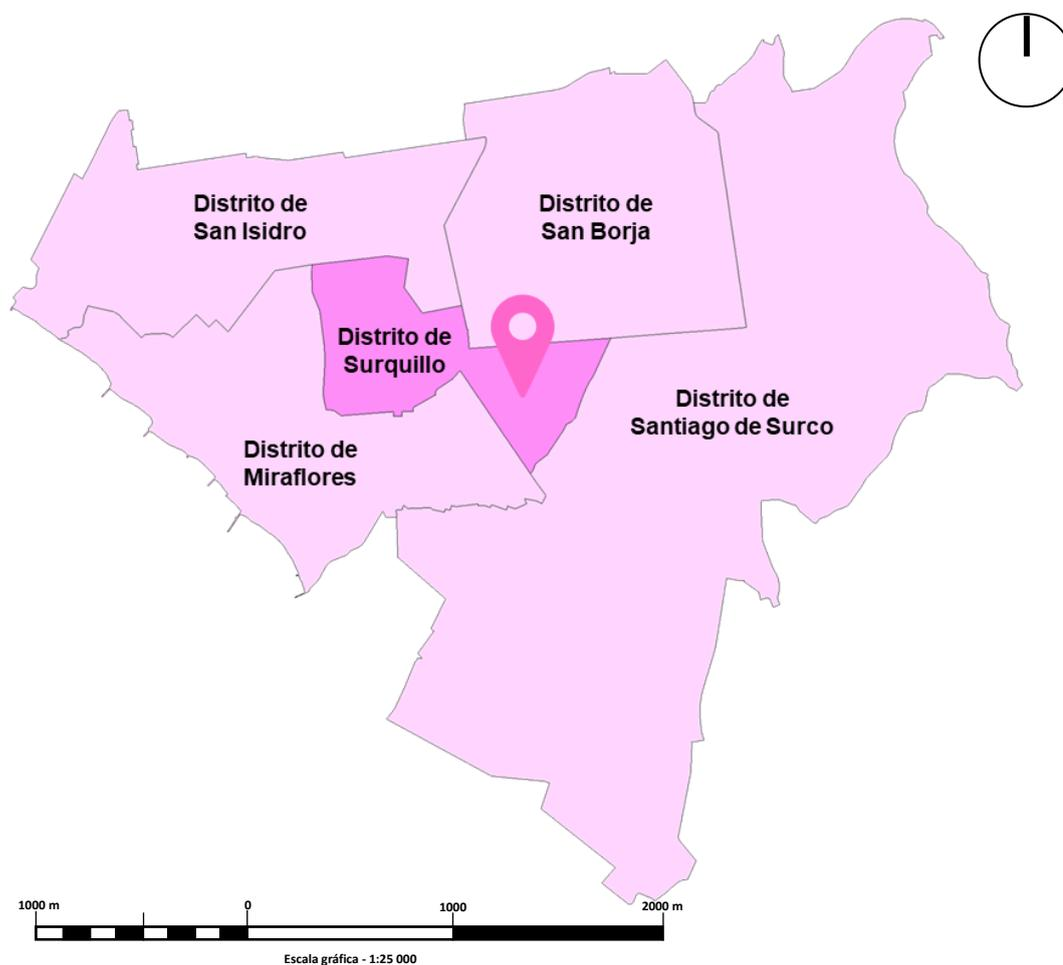 Distrito de
San Isidro
Distrito de
San Borja
Distrito de
Surquillo
Distrito de
Santiago de Surco
Distrito de
Miraflores
1000 m 0 1000 2000 m
Escala gráfica - 1:25 000